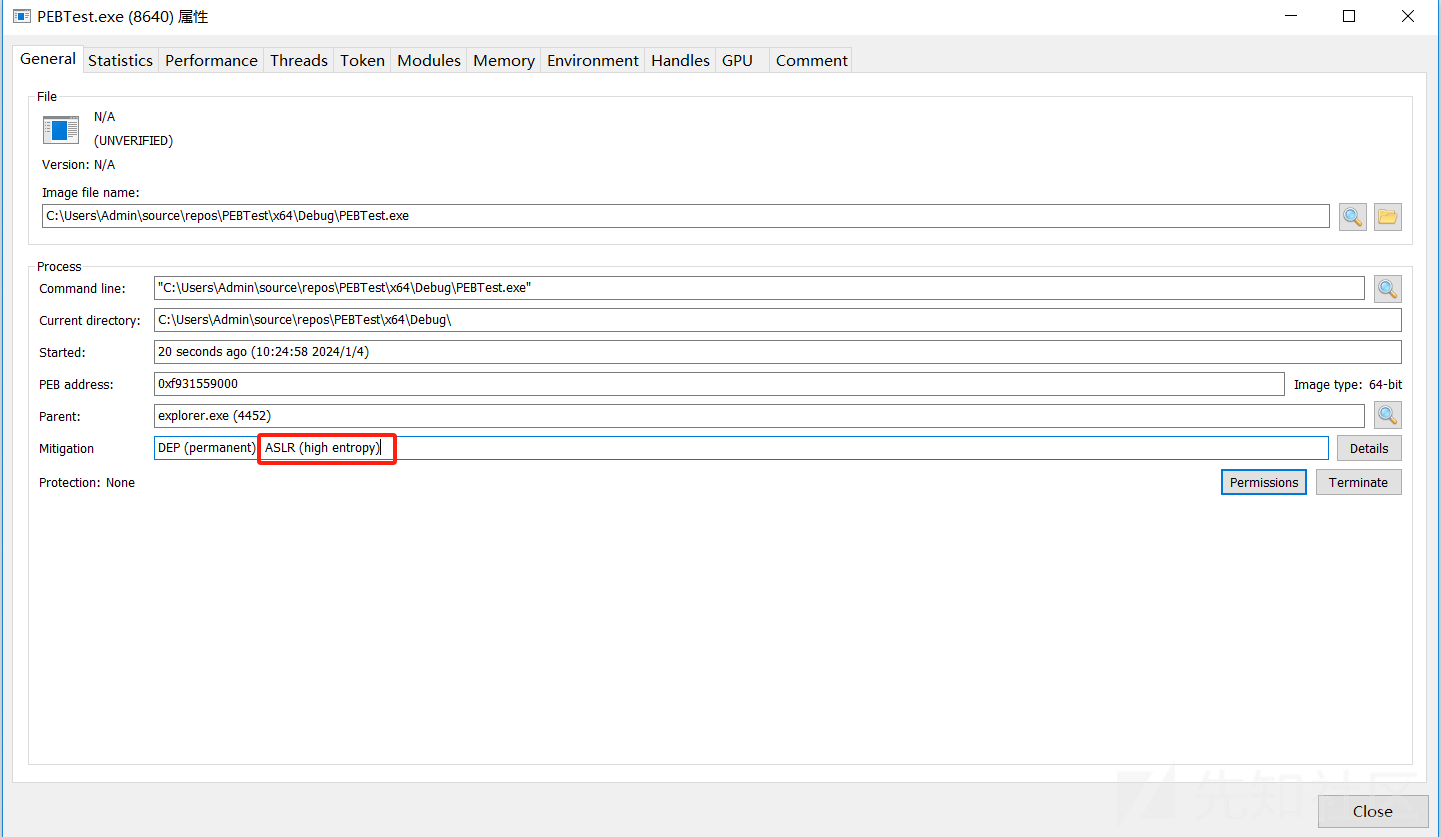 PEBTest.exe (8640) 属性
General Statistics Performance Threads Token Modules Memory Environment Handles GPU Comment
File
N/A
(UNVERIFIED)
Version: N/A
Image file name:
C:\Users\Admin\source\repos\PEBTest\x64\Debug\PEBTest.exe
Process
Command line: "C:\Users\Admin\source\repos\PEBTest\x64\Debug\PEBTest.exe"
Current directory: C:\Users\Admin\source\repos\PEBTest\x64\Debug\
Started: 20 seconds ago (10:24:58 2024/1/4)
PEB address: 0xf931559000 Image type: 64-bit
Parent: explorer.exe (4452)
Mitigation DEP (permanent) ASLR (high entropy) Details
Protection: None Permissions Terminate
先知社区
Close